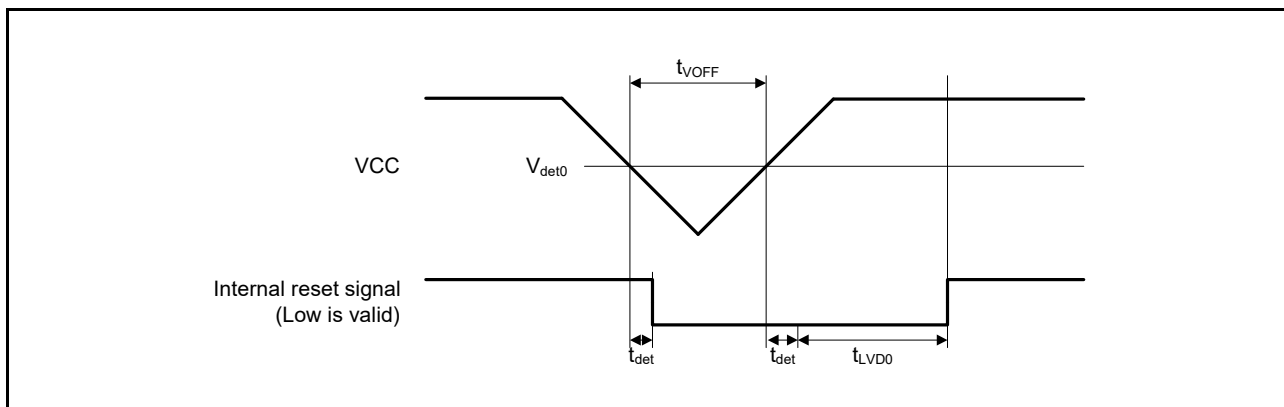 tVOFF
VCC
Vdet0
Internal reset signal
(Low is valid)
tdet
tdet
tLVD0